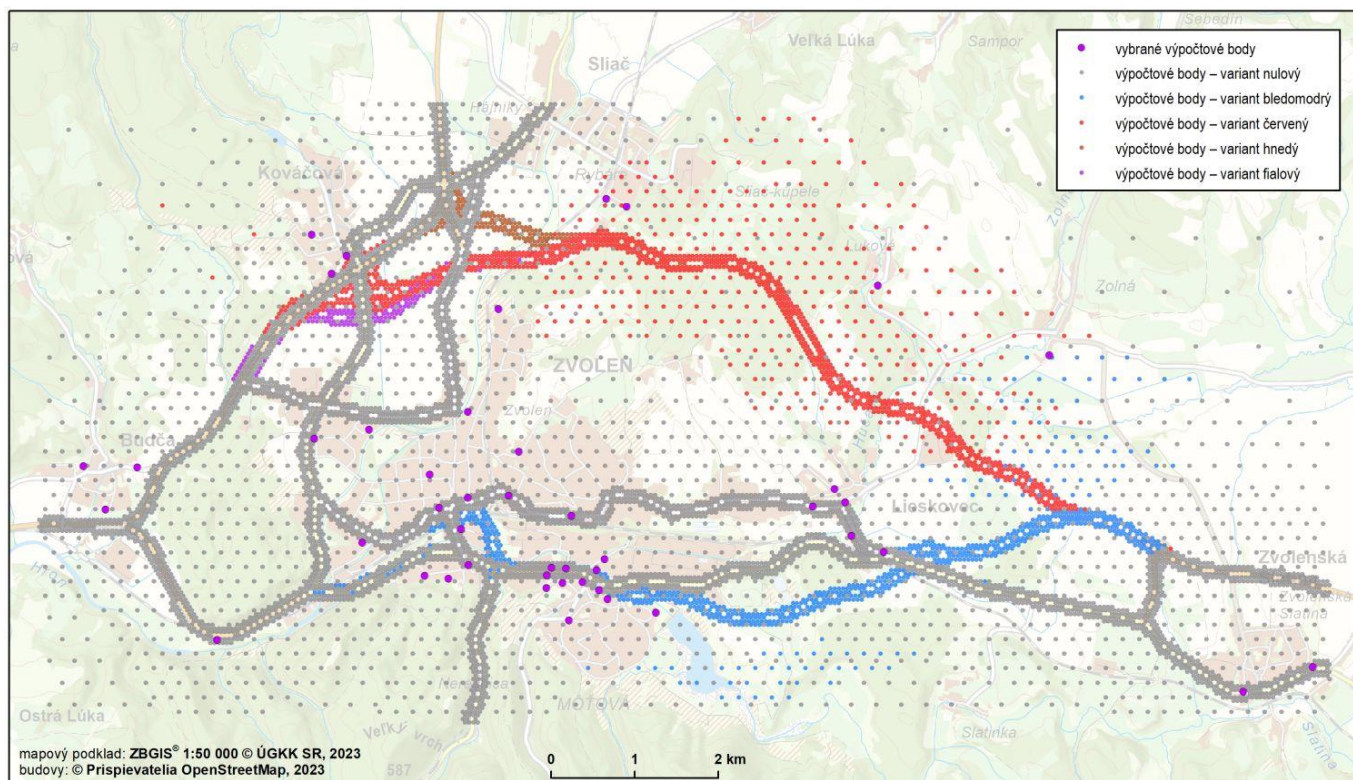 Sebedín
Veľká Lúka
Sampor
Sliač
Hájniky
Kováčová
Rybáre
Sliač-kúpele
Zolná
Lukové
ová
Zolná
ZVOLEN
Zvolen
Budča
Lieskovec
Hron
Zvolenská
Zvolenská
Slatina
MÔTOVÁ
Ostrá Lúka
Veľký vrch
Slatinka
Slatina
587
vybrané výpočtové body
výpočtové body – variant nulový
výpočtové body – variant bledomodrý
výpočtové body – variant červený
výpočtové body – variant hnedý
výpočtové body – variant fialový
mapový podklad: ZBGIS® 1:50 000 © ÚGKK SR, 2023
budovy: © Prispievatelia OpenStreetMap, 2023
0 1 2 km